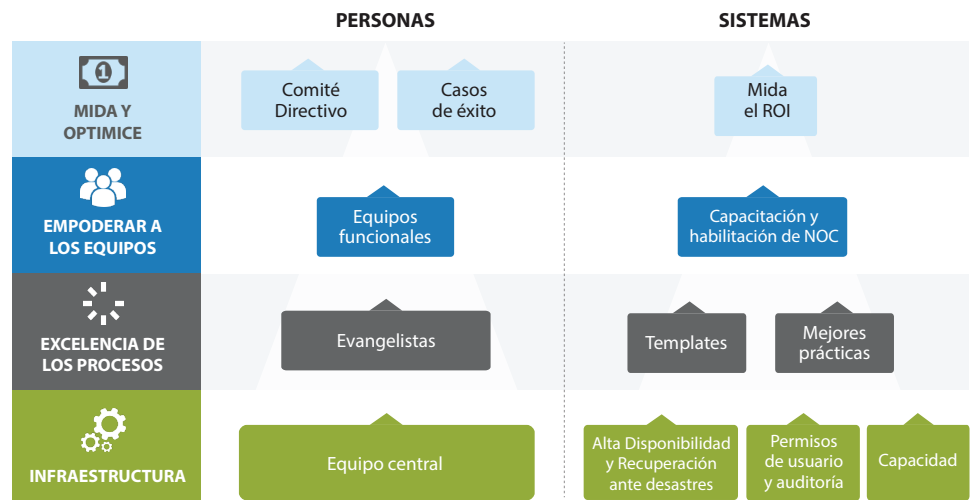 PERSONAS
SISTEMAS
MIDA Y
OPTIMICE
Comité
Directivo
Casos
de éxito
Mida
el ROI
EMPODERAR A
LOS EQUIPOS
Equipos
funcionales
Capacitación y
habilitación de NOC
EXCELENCIA DE
LOS PROCESOS
Evangelistas
Templates
Mejores
prácticas
INFRAESTRUCTURA
Equipo central
Alta Disponibilidad
y Recuperación
ante desastres
Permisos
de usuario
y auditoría
Capacidad